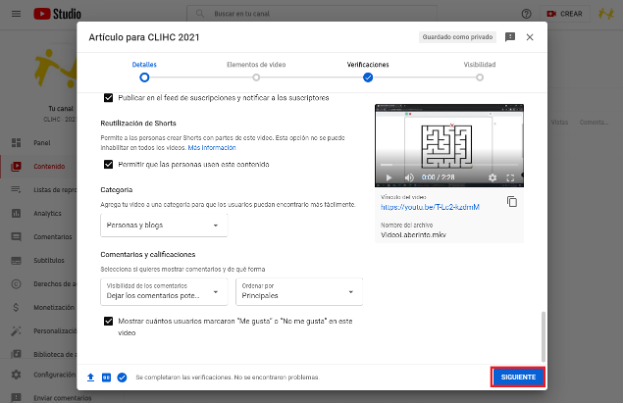 Studio
Buscar en tu canal
CREAR
Artículo para CLIHC 2021
Guardado como privado
Detalles
Elementos de video
Verificaciones
Visibilidad
Tu canal
CLIHC 2021
Panel
Contenido
Listas de repro
Analytics
Comentarios
Subtítulos
Derechos de a
Monetización
Personalizació
Biblioteca de a
Configuración
Enviar comentarios
Vistas
Comenta...
Publicar en el feed de suscripciones y notificar a los suscriptores
Reutilización de Shorts
Permite a las personas crear Shorts con partes de este video. Esta opción no se puede
inhabilitar en todos los videos. Más información
Permitir que las personas usen este contenido
Categoría
Agrega tu video a una categoría para que los usuarios puedan encontrarlo más fácilmente.
Personas y blogs
Comentarios y calificaciones
Selecciona si quieres mostrar comentarios y de qué forma
Visibilidad de los comentarios
Dejar los comentarios pote...
Ordenar por
Principales
Mostrar cuántos usuarios marcaron "Me gusta" o "No me gusta" en este
video
0:00 / 2:28
Vínculo del video
https://youtu.be/T-Lc2-kzdmM
Nombre del archivo
VideoLaberinto.mkv
Se completaron las verificaciones. No se encontraron problemas.
SIGUIENTE